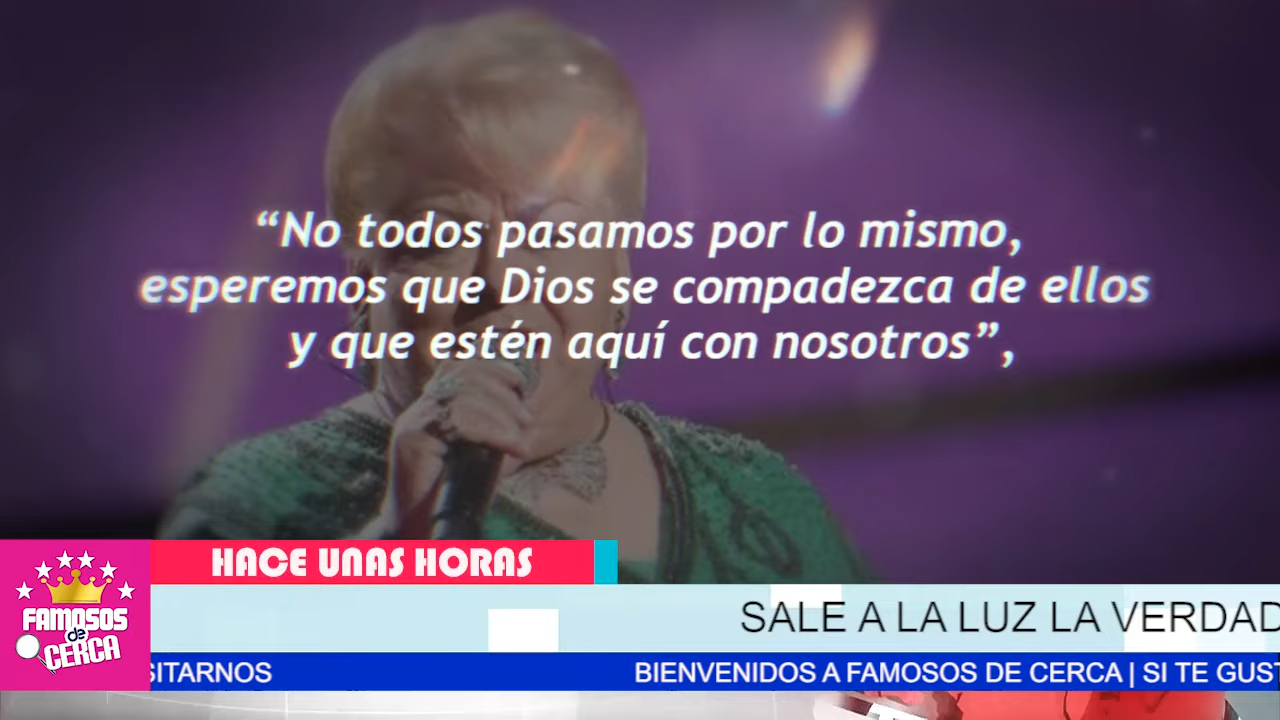 “No todos pasamos por lo mismo,
esperemos que Dios se compadezca de ellos
y que estén aquí con nosotros”,
HACE UNAS HORAS
FAMOSOS
de
CERCA
SALE A LA LUZ LA VERDAD
SITARNOS
BIENVENIDOS A FAMOSOS DE CERCA | SI TE GUST